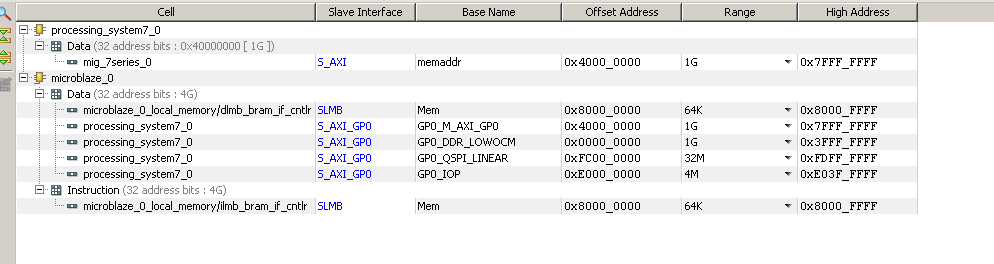 Cell Slave Interface Base Name Offset Address Range High Address
processing_system7_0
Data (32 address bits : 0x40000000 [ 1G ])
mig_7series_0 S_AXI memaddr 0x4000_0000 1G 0x7FFF_FFFF
microblaze_0
Data (32 address bits : 4G)
microblaze_0_local_memory/dlmb_bram_if_cntlr SLMB Mem 0x8000_0000 64K 0x8000_FFFF
processing_system7_0 S_AXI_GP0 GP0_M_AXI_GP0 0x4000_0000 1G 0x7FFF_FFFF
processing_system7_0 S_AXI_GP0 GP0_DDR_LOWOCM 0x0000_0000 1G 0x3FFF_FFFF
processing_system7_0 S_AXI_GP0 GP0_QSPI_LINEAR 0xFC00_0000 32M 0xFDFF_FFFF
processing_system7_0 S_AXI_GP0 GP0_IOP 0xE000_0000 4M 0xE03F_FFFF
Instruction (32 address bits : 4G)
microblaze_0_local_memory/ilmb_bram_if_cntlr SLMB Mem 0x8000_0000 64K 0x8000_FFFF